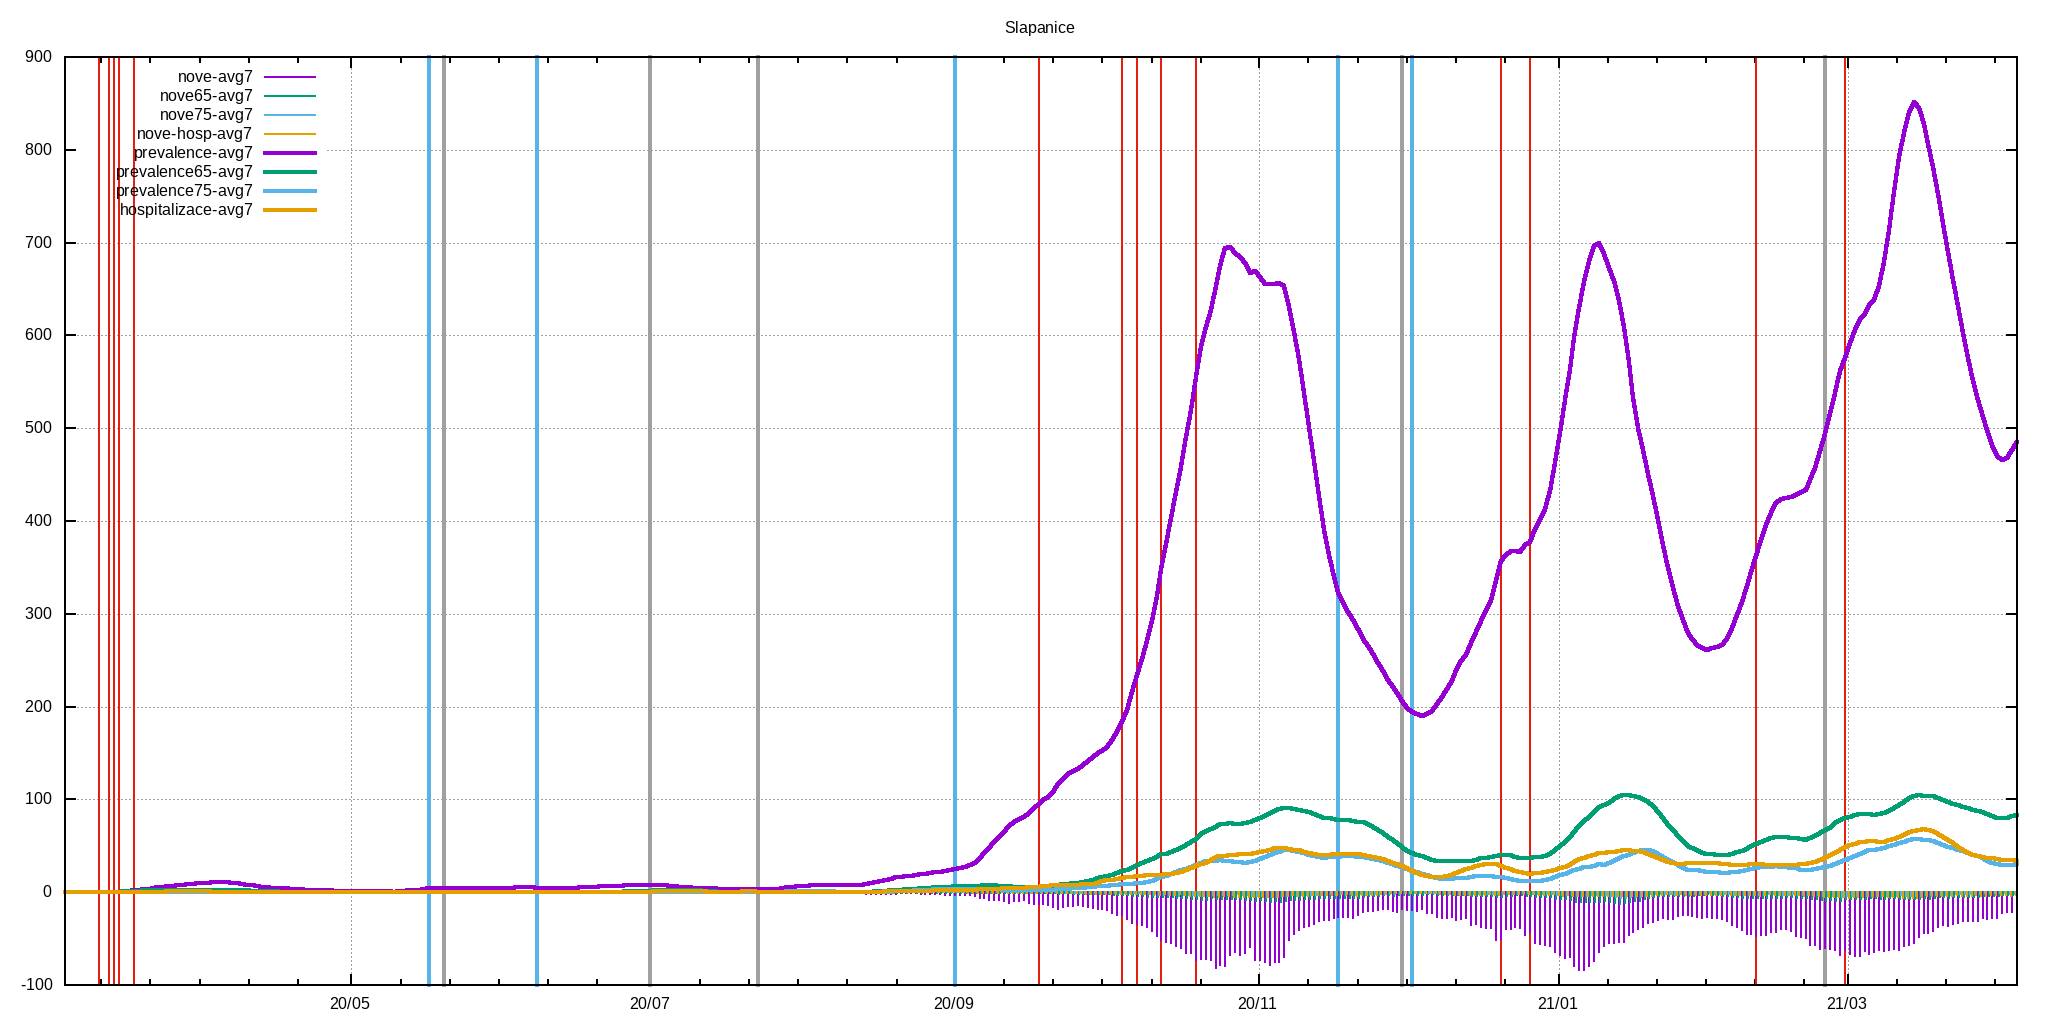 Slapanice
900
800
700
600
500
400
300
200
100
0
-100
nove-avg7
nove65-avg7
nove75-avg7
nove-hosp-avg7
prevalence-avg7
prevalence65-avg7
prevalence75-avg7
hospitalizace-avg7
20/05 20/07 20/09 20/11 21/01 21/03